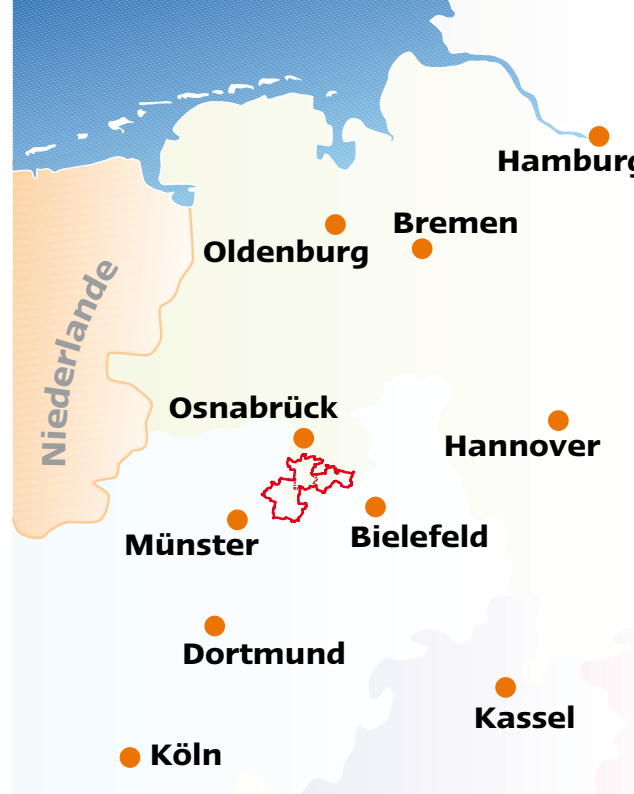 Hamburg
Bremen
Oldenburg
Niederlande
Osnabrück
Hannover
Münster
Bielefeld
Dortmund
Kassel
Köln